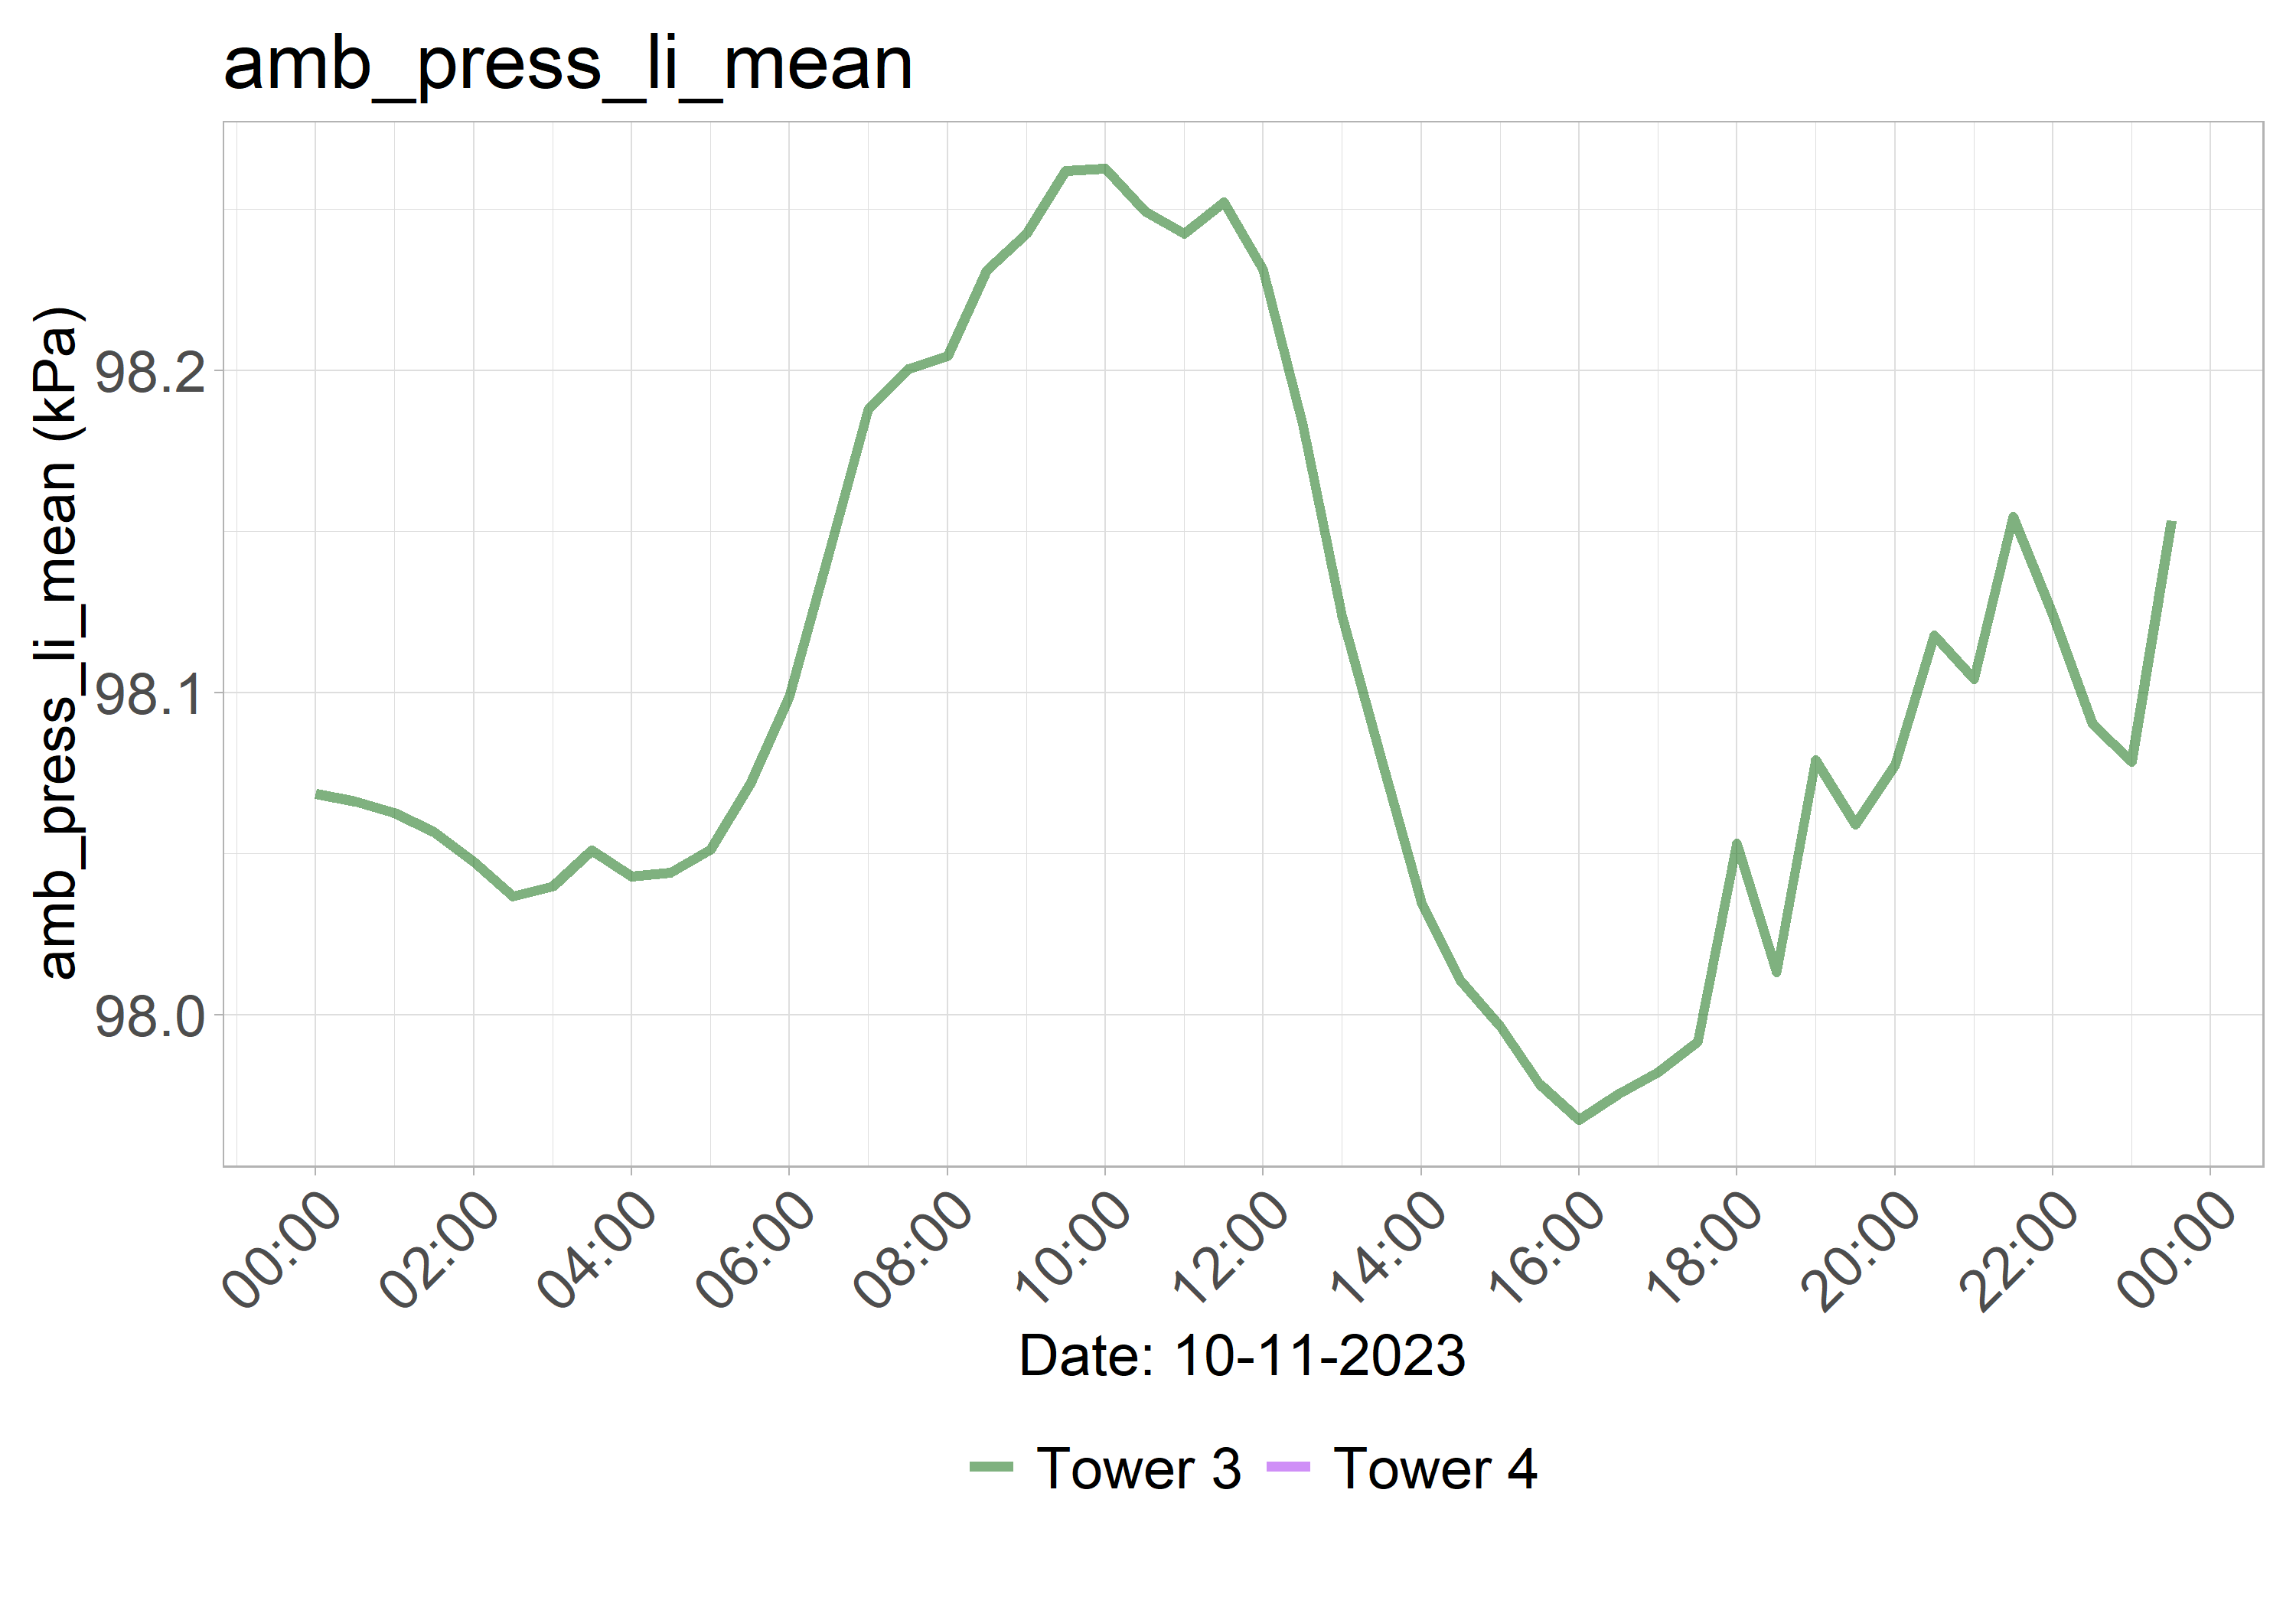 amb_press_li_mean
amb_press_li_mean (kPa)
98.2
98.1
98.0
00:00 02:00 04:00 06:00 08:00 10:00 12:00 14:00 16:00 18:00 20:00 22:00 00:00
Date: 10-11-2023
Tower 3 Tower 4